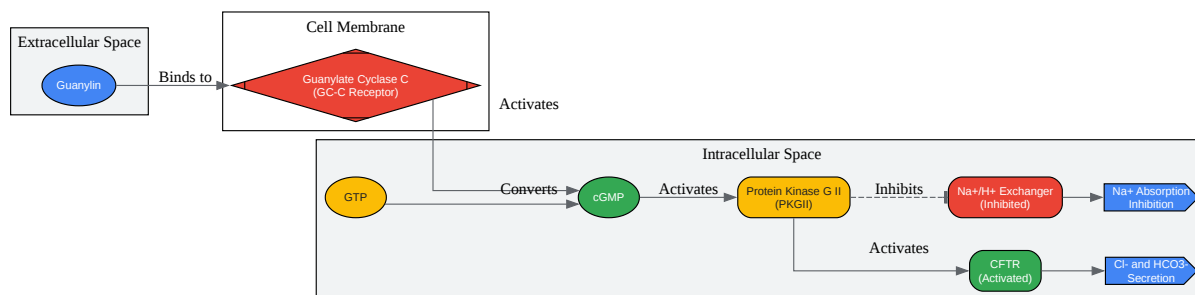 Cell Membrane
Extracellular Space
Guanylin
Binds to
Guanylate Cyclase C
(GC-C Receptor)
Activates
Intracellular Space
GTP
Converts
cGMP
Activates
Protein Kinase G II
(PKGII)
Inhibits
Na+/H+ Exchanger
(Inhibited)
Na+ Absorption
Inhibition
Activates
CFTR
(Activated)
Cl- and HCO3-
Secretion